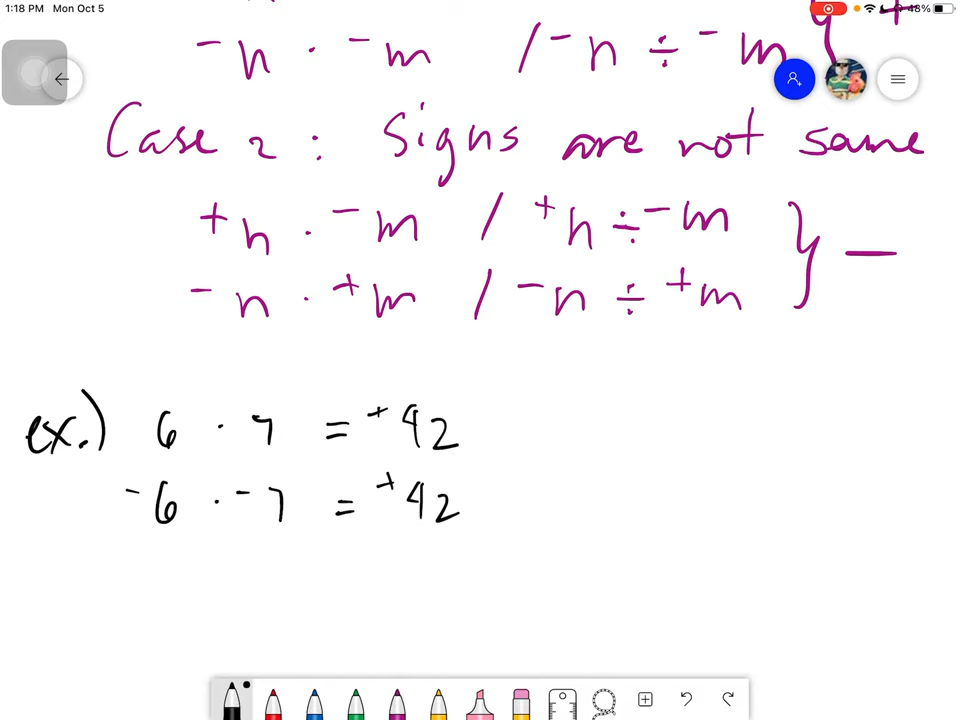 1:18 PM Mon Oct 5 48%
-n · -m / -n ÷ -m } +
Case 2 : Signs are not same
+n · -m / +n ÷ -m } -
-n · +m / -n ÷ +m
ex.) 6 · 7 = +42
-6 · -7 = +42